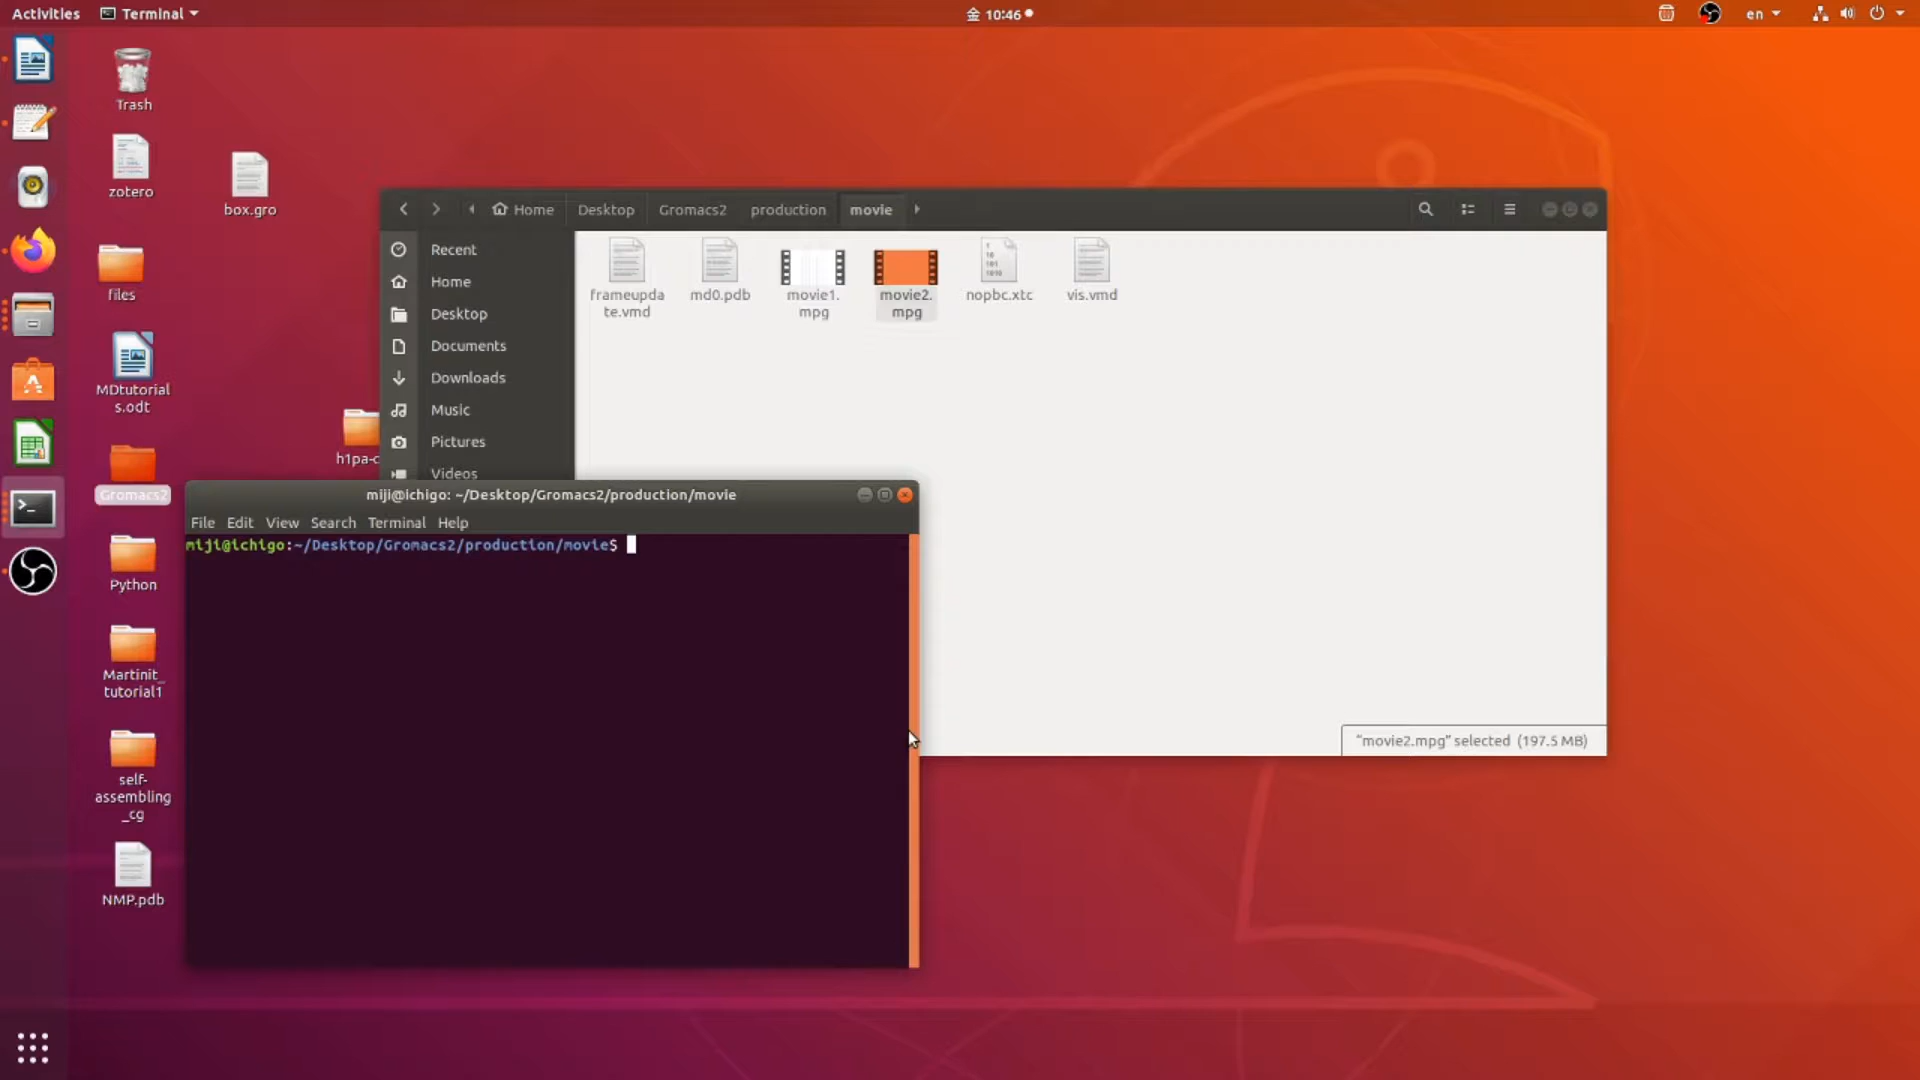 Activities
Terminal
金 10:46
en
Trash
zotero
box.gro
files
MDtutorial
s.odt
h1pa-c
Gromacs2
Python
Martinit_
tutorial1
self-
assembling
_cg
NMP.pdb
Home
Desktop
Gromacs2
production
movie
Recent
Home
Desktop
Documents
Downloads
Music
Pictures
Videos
frameupda
te.vmd
md0.pdb
movie1.
mpg
movie2.
mpg
nopbc.xtc
vis.vmd
"movie2.mpg" selected (197.5 MB)
miji@ichigo: ~/Desktop/Gromacs2/production/movie
File Edit View Search Terminal Help
miji@ichigo:~/Desktop/Gromacs2/production/movie$